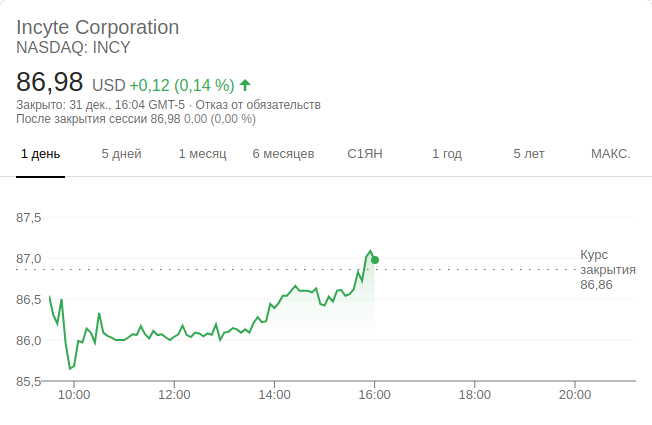 Incyte Corporation
NASDAQ: INCY
86,98 USD +0,12 (0,14 %)
Закрыто: 31 дек., 16:04 GMT-5 · Отказ от обязательств
После закрытия сессии 86,98 0,00 (0,00 %)
1 день 5 дней 1 месяц 6 месяцев С1ЯН 1 год 5 лет МАКС.
87,5
87,0
86,5
86,0
85,5
Курс
закрытия
86,86
10:00 12:00 14:00 16:00 18:00 20:00